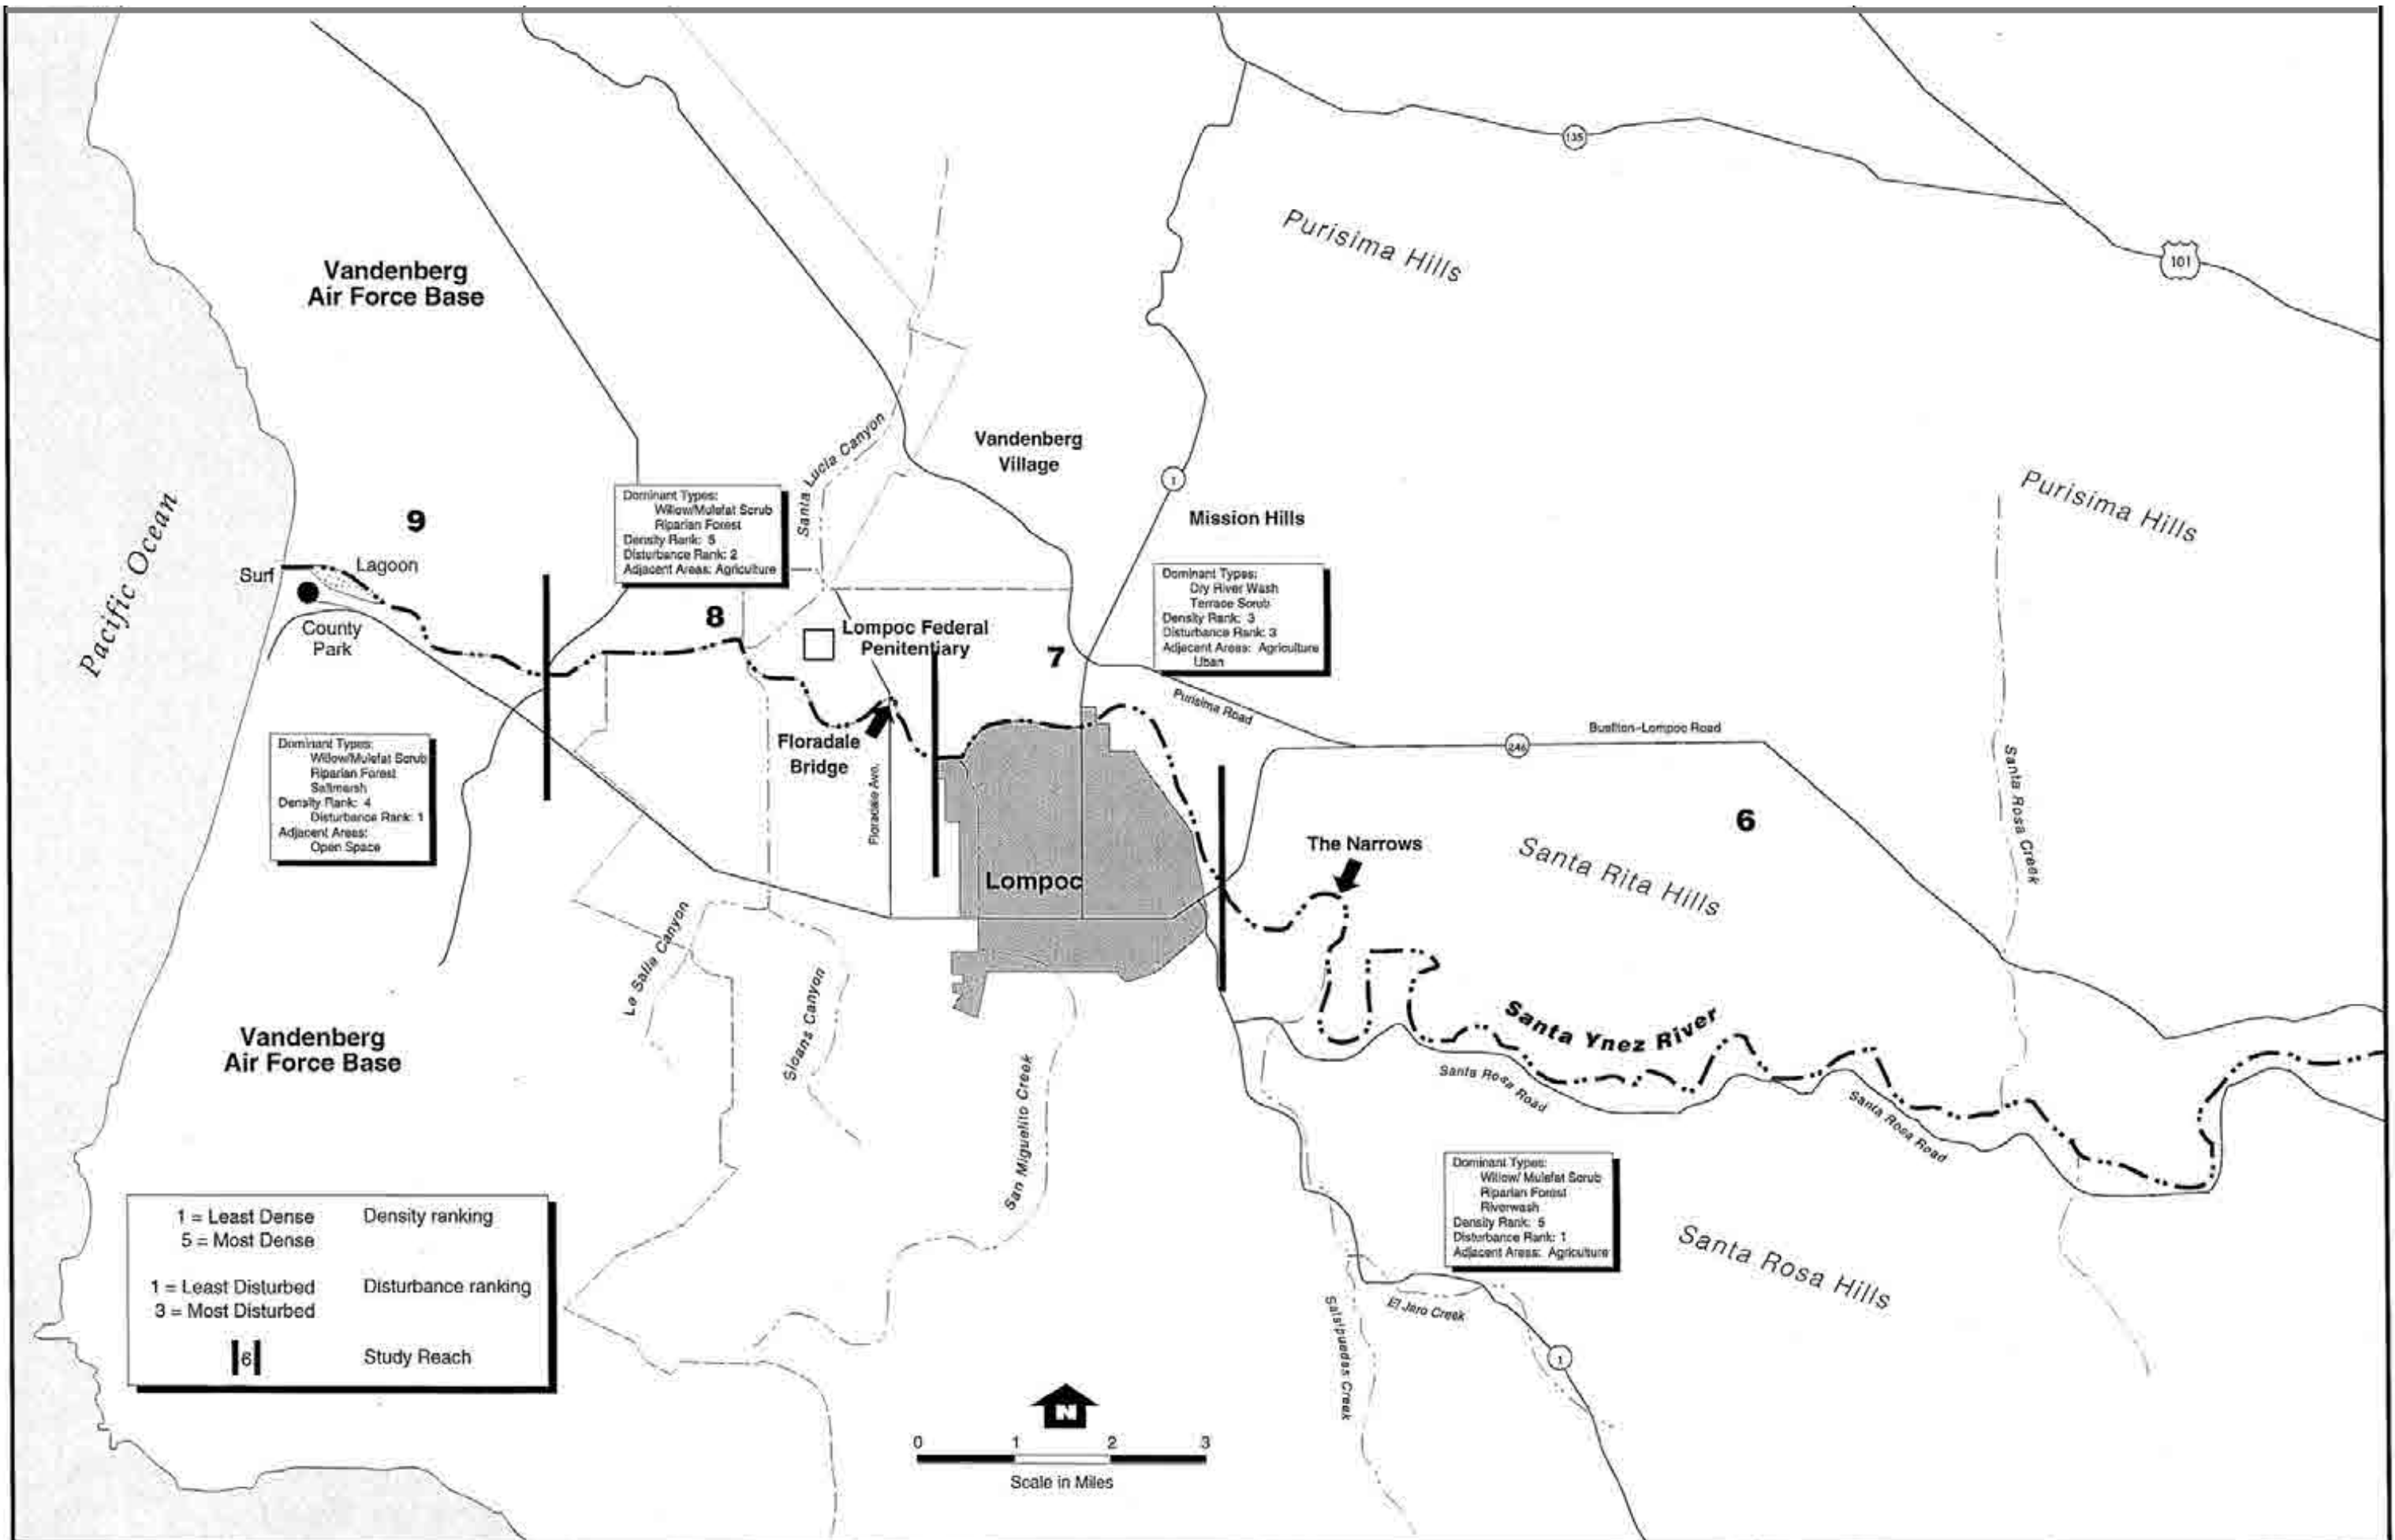 135
Purisima Hills
101
Vandenberg
Air Force Base
Santa Lucia Canyon
Vandenberg
Village
1
Mission Hills
Purisima Hills
Pacific Ocean
9
Surf
Lagoon
County
Park
Dominant Types:
Willow/Mulefat Scrub
Riparian Forest
Density Rank: 5
Disturbance Rank: 2
Adjacent Areas: Agriculture
8
Lompoc Federal
Penitentiary
7
Dominant Types:
Dry River Wash
Terrace Scrub
Density Rank: 3
Disturbance Rank: 3
Adjacent Areas: Agriculture
Uban
Purisima Road
246
Buellton-Lompoc Road
Santa Rosa Creek
Floradale
Bridge
Floradale Ave.
Dominant Types:
Willow/Mulefat Scrub
Riparian Forest
Saltmarsh
Density Rank: 4
Disturbance Rank: 1
Adjacent Areas:
Open Space
6
The Narrows
Santa Rita Hills
Lompoc
La Salle Canyon
Sloans Canyon
San Miguelito Creek
Santa Ynez River
Santa Rosa Road
Santa Rosa Road
Vandenberg
Air Force Base
Dominant Types:
Willow/ Mulefat Scrub
Riparian Forest
Riverwash
Density Rank: 5
Disturbance Rank: 1
Adjacent Areas: Agriculture
Santa Rosa Hills
Salsipuedes Creek
El Jaro Creek
1
1 = Least Dense Density ranking
5 = Most Dense
1 = Least Disturbed Disturbance ranking
3 = Most Disturbed
6 Study Reach
N
0 1 2 3
Scale in Miles